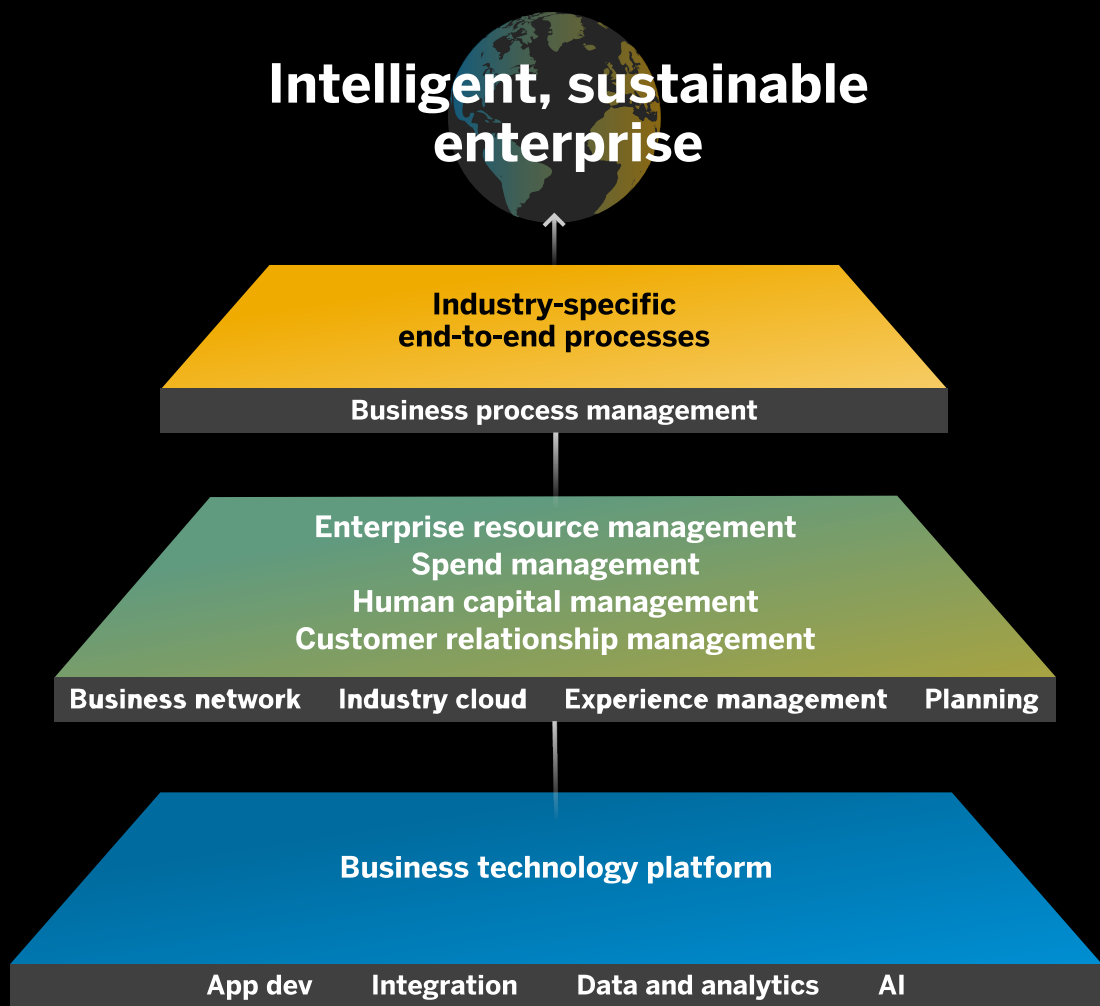 Intelligent, sustainable
enterprise
Industry-specific
end-to-end processes
Business process management
Enterprise resource management
Spend management
Human capital management
Customer relationship management
Business network Industry cloud Experience management Planning
Business technology platform
App dev Integration Data and analytics AI